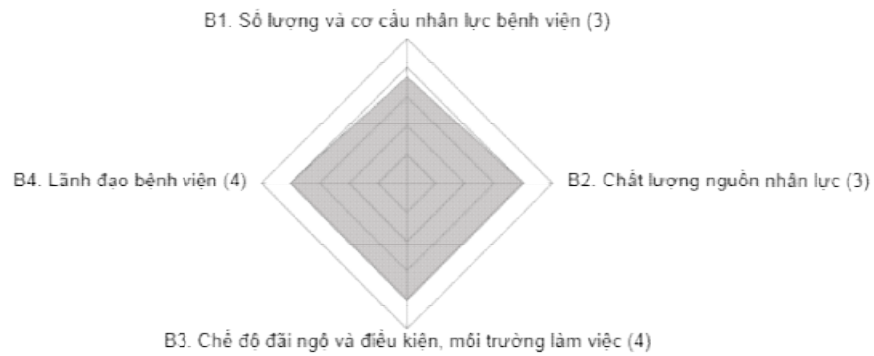 B1. Số lượng và cơ cấu nhân lực bệnh viện (3)
B4. Lãnh đạo bệnh viện (4)
B2. Chất lượng nguồn nhân lực (3)
B3. Chế độ đãi ngộ và điều kiện, môi trường làm việc (4)